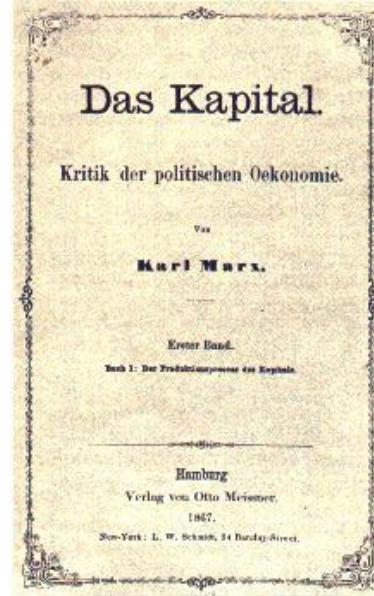 Das Kapital.
Kritik der politischen Oekonomie.
Von
Karl Marx.
Erster Band.
Buch I: Der Produktionsprocess des Kapitals.
Hamburg
Verlag von Otto Meissner.
1867.
New-York: L. W. Schmidt, 24 Barclay-Street.